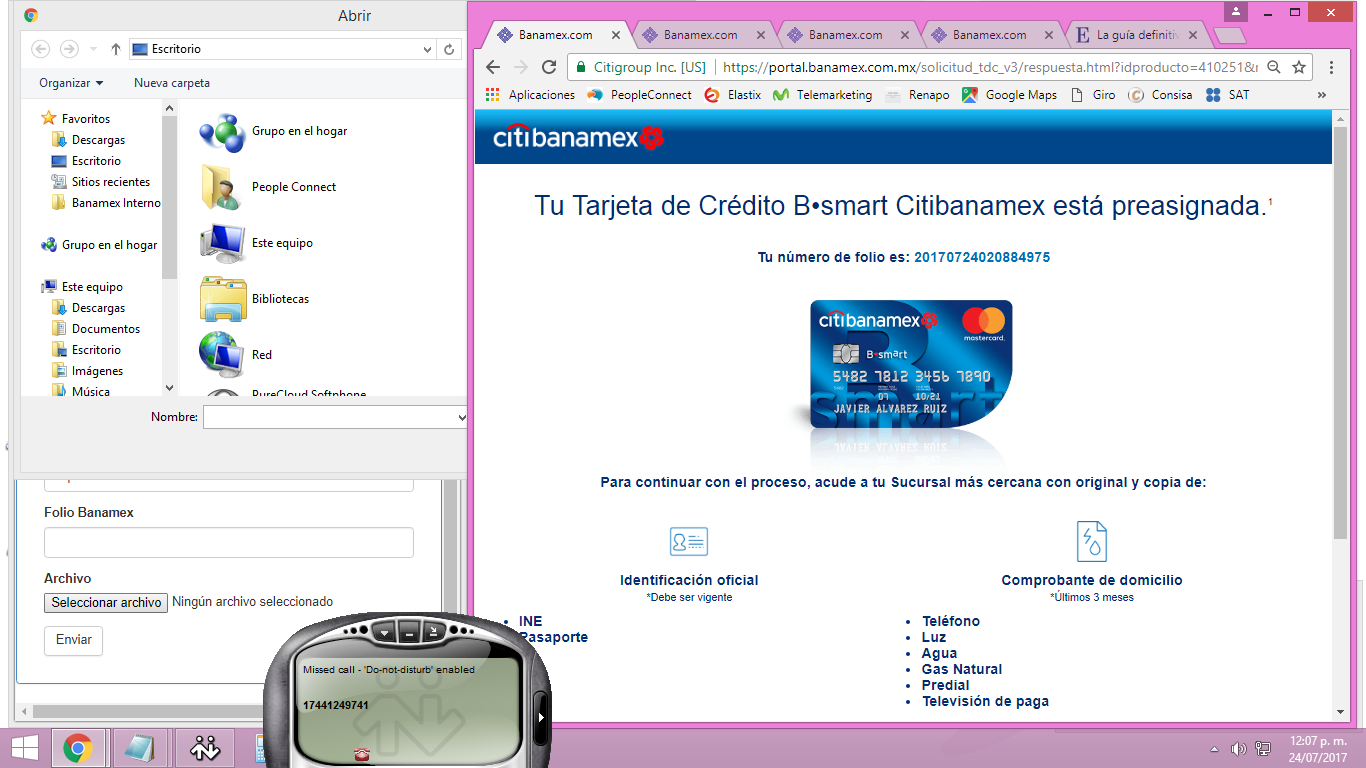 Abrir
Escritorio
Organizar
Nueva carpeta
Favoritos
Descargas
Escritorio
Sitios recientes
Banamex Interno
Grupo en el hogar
Este equipo
Descargas
Documentos
Escritorio
Imágenes
Música
Grupo en el hogar
People Connect
Este equipo
Bibliotecas
Red
PureCloud Softphone
Nombre:
Folio Banamex
Archivo
Seleccionar archivo Ningún archivo seleccionado
Enviar
Missed call - 'Do-not-disturb' enabled
17441249741
Banamex.com
Banamex.com
Banamex.com
Banamex.com
La guía definitiv
Citigroup Inc. [US] https://portal.banamex.com.mx/solicitud_tdc_v3/respuesta.html?idproducto=410251&r
Aplicaciones PeopleConnect Elastix Telemarketing Renapo Google Maps Giro Consisa SAT »
citibanamex
Tu Tarjeta de Crédito B•smart Citibanamex está preasignada.1
Tu número de folio es: 20170724020884975
citibanamex
mastercard.
B•smart
5482 7812 3456 7890
07 10/21
JAVIER ALVAREZ RUIZ
Para continuar con el proceso, acude a tu Sucursal más cercana con original y copia de:
Identificación oficial
*Debe ser vigente
• INE
Pasaporte
Comprobante de domicilio
*Últimos 3 meses
• Teléfono
• Luz
• Agua
• Gas Natural
• Predial
• Televisión de paga
12:07 p. m.
24/07/2017